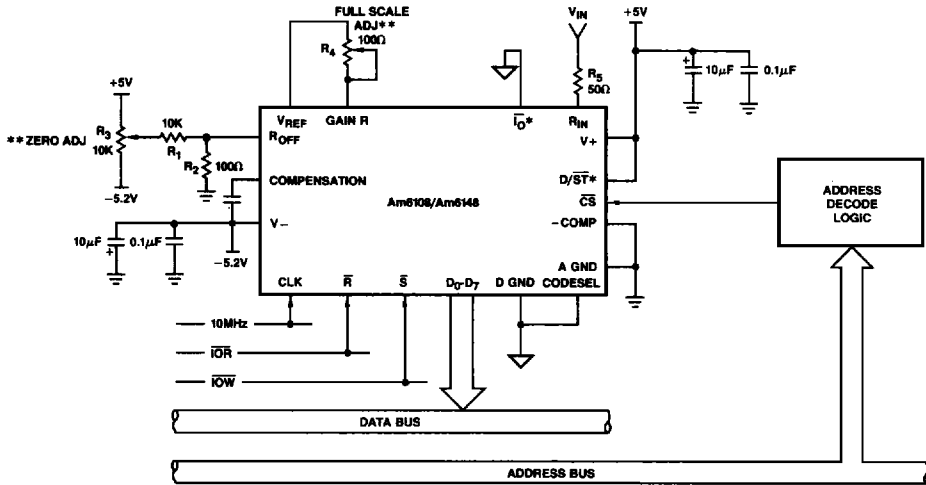 FULL SCALE
ADJ**
100Ω
R4
VIN
+5V
R5
50Ω
10µF
0.1µF
+5V
** ZERO ADJ
R3
10K
10K
R1
R2
100Ω
-5.2V
VREF
GAIN R
IO*
RIN
ROFF
V+
COMPENSATION
D/ST*
Am6108/Am6148
CS
-COMP
V-
A GND
10µF
0.1µF
-5.2V
CLK
R
S
D0-D7
D GND
CODESEL
ADDRESS
DECODE
LOGIC
10MHz
IOR
IOW
DATA BUS
ADDRESS BUS